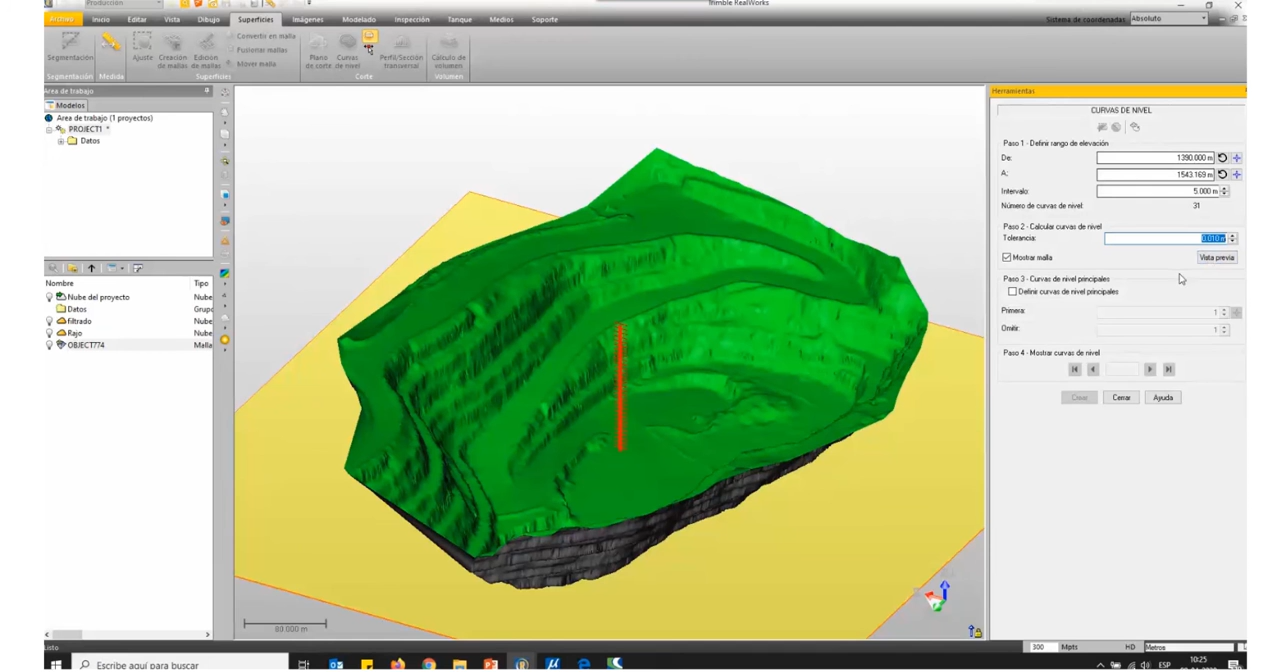 Producción
Trimble RealWorks
Archivo Inicio Editar Vista Dibujo Superficies Imágenes Modelado Inspección Tanque Medios Soporte
Sistema de coordenadas Absoluto
Segmentación
Ajuste
Creación de mallas
Edición de mallas
Convertir en malla
Fusionar mallas
Mover malla
Plano de corte
Curvas de nivel
Perfil/Sección transversal
Cálculo de volumen
Segmentación Medida Superficies Corte Volumen
Área de trabajo
Modelos
Área de trabajo (1 proyectos)
PROJECT1 *
Datos
Nombre Tipo
Nube del proyecto Nube
Datos Grupo
filtrado Nube
Rajo Nube
OBJECT774 Malla
80.000 m
Herramientas
CURVAS DE NIVEL
Paso 1 - Definir rango de elevación
De: 1390.000 m
A: 1543.169 m
Intervalo: 5.000 m
Número de curvas de nivel: 31
Paso 2 - Calcular curvas de nivel
Tolerancia: 0.010 m
Mostrar malla Vista previa
Paso 3 - Curvas de nivel principales
Definir curvas de nivel principales
Primera: 1
Omitir: 1
Paso 4 - Mostrar curvas de nivel
Crear Cerrar Ayuda
Listo
300 Mpts HD Metros
Escribe aquí para buscar
ESP
10:25